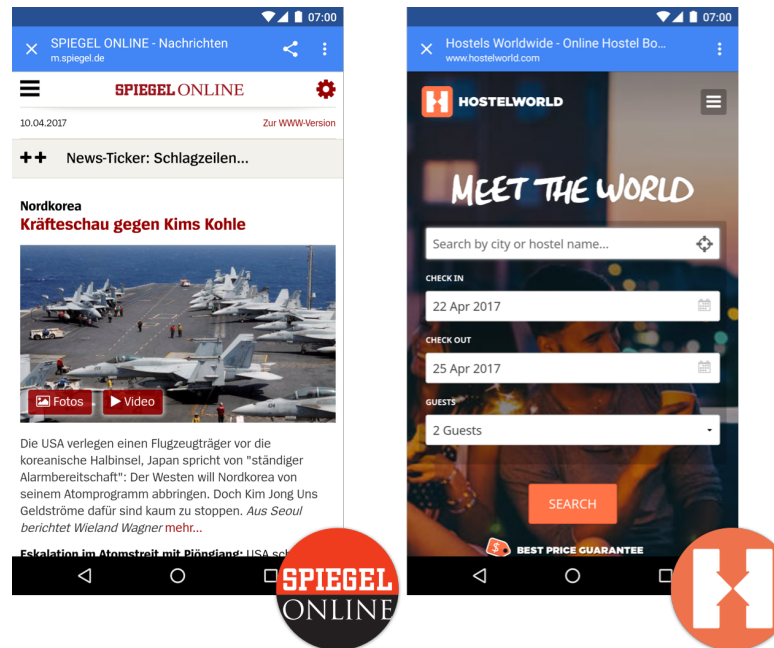 07:00
SPIEGEL ONLINE - Nachrichten
m.spiegel.de
SPIEGEL ONLINE
10.04.2017
Zur WWW-Version
++ News-Ticker: Schlagzeilen...
Nordkorea
Kräfteschau gegen Kims Kohle
Fotos
Video
Die USA verlegen einen Flugzeugträger vor die
koreanische Halbinsel, Japan spricht von "ständiger
Alarmbereitschaft": Der Westen will Nordkorea von
seinem Atomprogramm abbringen. Doch Kim Jong Uns
Geldströme dafür sind kaum zu stoppen. Aus Seoul
berichtet Wieland Wagner mehr...
Eskalation im Atomstreit mit Pjöngjang: USA
SPIEGEL
ONLINE
07:00
Hostels Worldwide - Online Hostel Bo...
www.hostelworld.com
H HOSTELWORLD
MEET THE WORLD
Search by city or hostel name...
CHECK IN
22 Apr 2017
CHECK OUT
25 Apr 2017
GUESTS
2 Guests
SEARCH
$ BEST PRICE GUARANTEE
H